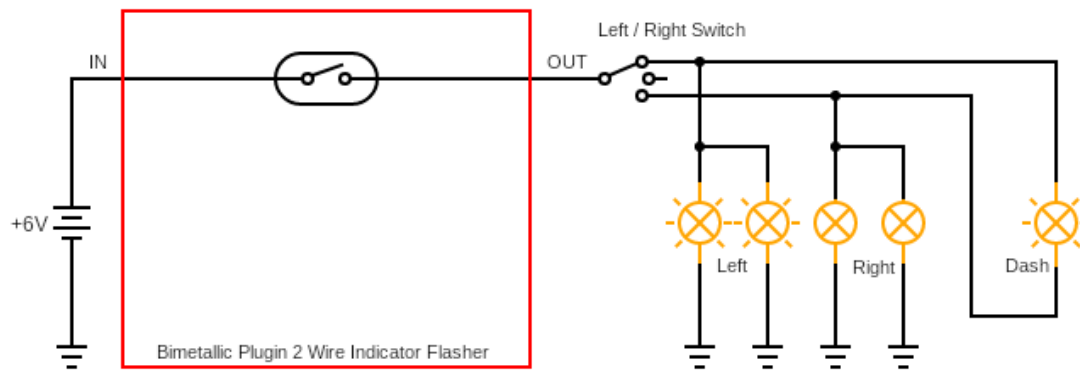 Left / Right Switch
IN
OUT
+6V
Left
Right
Dash
Bimetallic Plugin 2 Wire Indicator Flasher